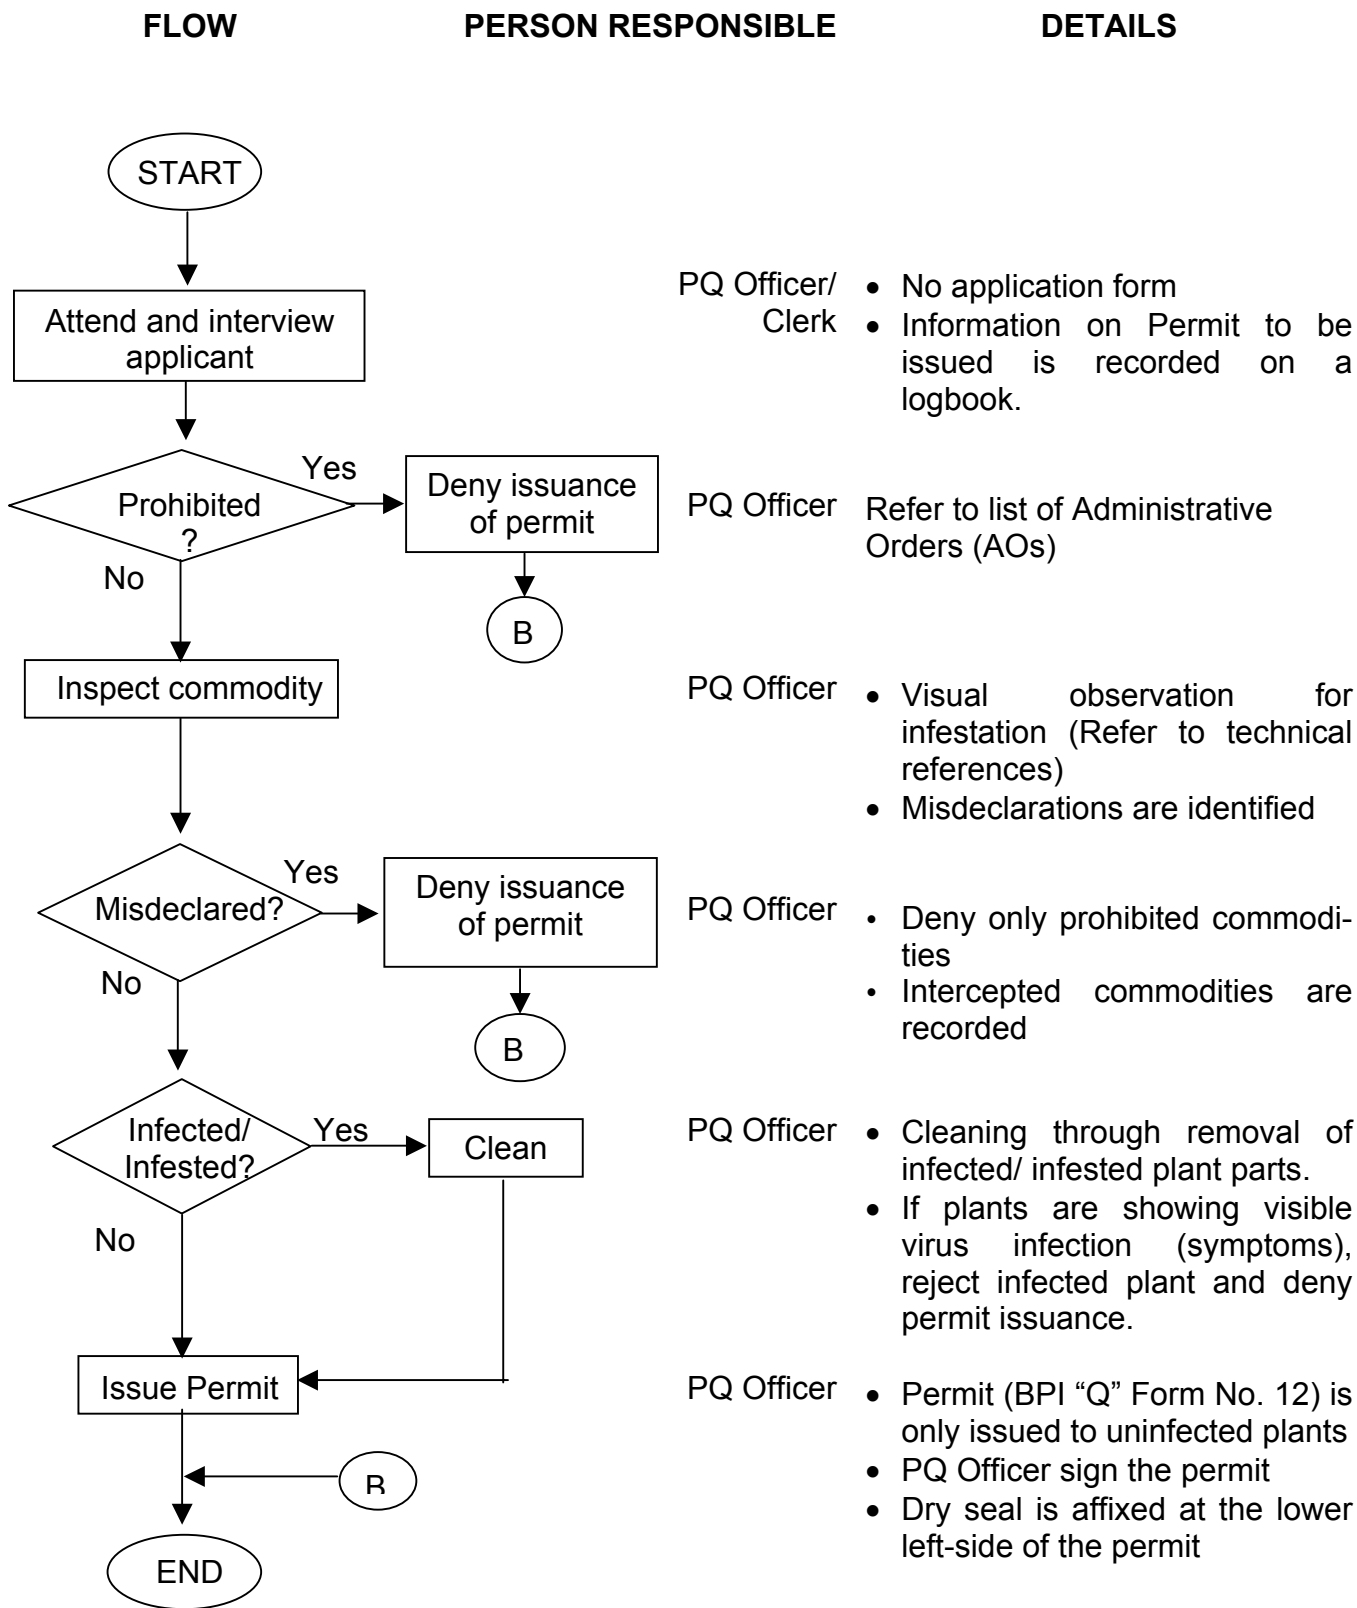 FLOW PERSON RESPONSIBLE DETAILS
START
Attend and interview
applicant
PQ Officer/
Clerk
• No application form
• Information on Permit to be
issued is recorded on a
logbook.
Prohibited
?
Yes
No
Deny issuance
of permit
B
PQ Officer
Refer to list of Administrative
Orders (AOs)
Inspect commodity
PQ Officer
• Visual observation for
infestation (Refer to technical
references)
• Misdeclarations are identified
Misdeclared?
Yes
No
Deny issuance
of permit
B
PQ Officer
• Deny only prohibited commodi-
ties
• Intercepted commodities are
recorded
Infected/
Infested?
Yes
No
Clean
PQ Officer
• Cleaning through removal of
infected/ infested plant parts.
• If plants are showing visible
virus infection (symptoms),
reject infected plant and deny
permit issuance.
Issue Permit
PQ Officer
• Permit (BPI “Q” Form No. 12) is
only issued to uninfected plants
• PQ Officer sign the permit
• Dry seal is affixed at the lower
left-side of the permit
B
END